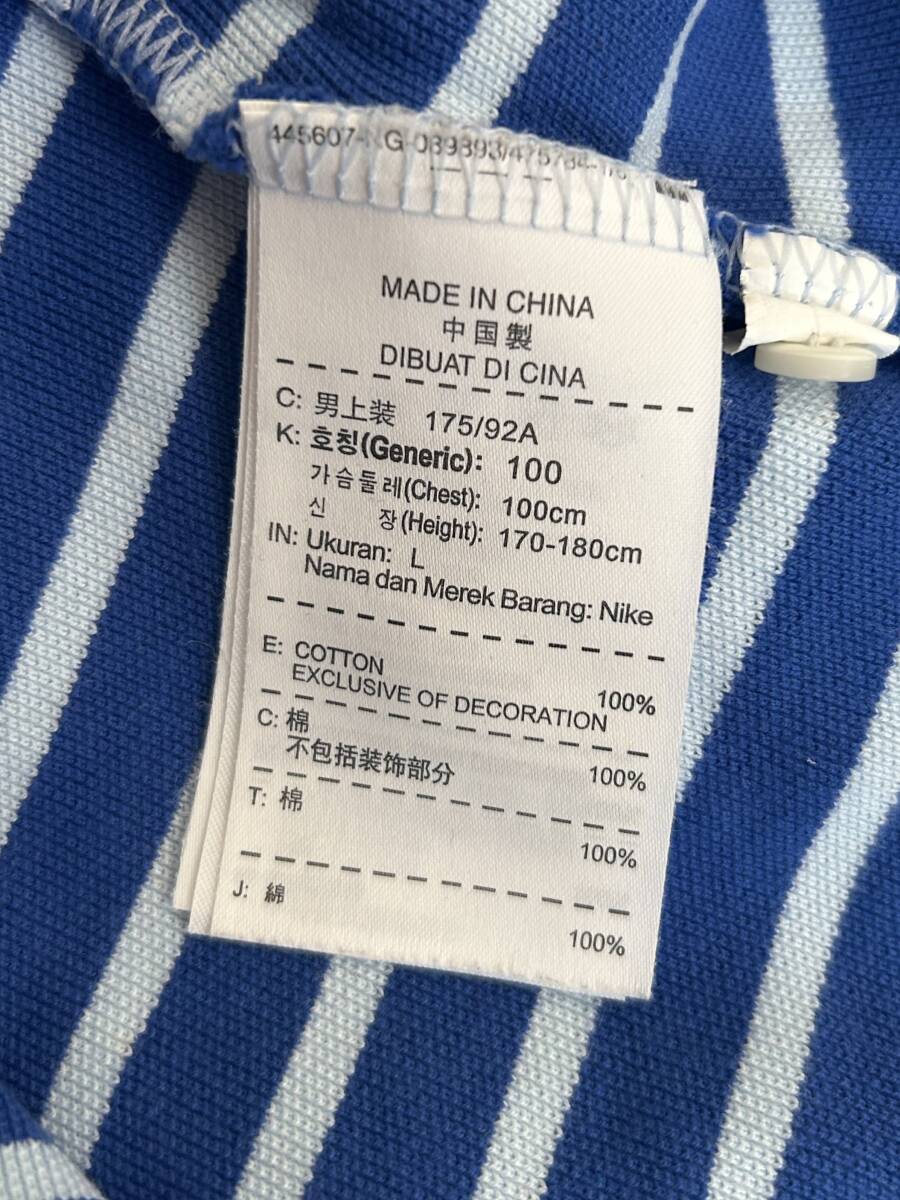 MADE IN CHINA
中国製
DIBUAT DI CINA
C: 男上装 175/92A
K: 호칭(Generic): 100
가슴둘레(Chest): 100cm
신 장(Height): 170-180cm
IN: Ukuran: L
Nama dan Merek Barang: Nike
E: COTTON 100%
EXCLUSIVE OF DECORATION
C: 棉 100%
不包括装饰部分
T: 棉 100%
J: 綿 100%